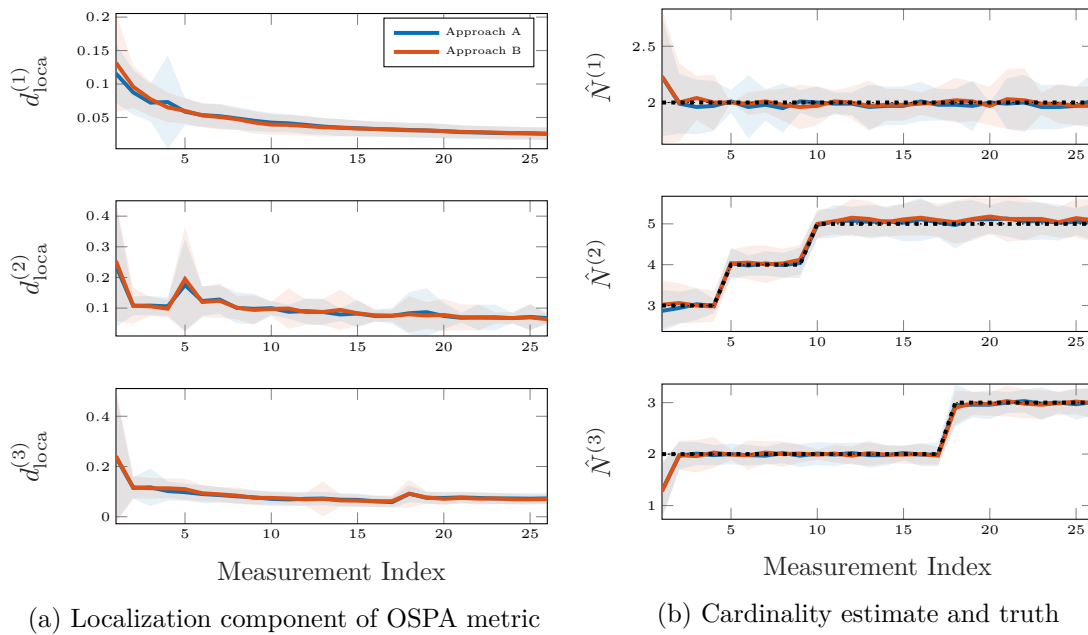 0.2
0.15
0.1
0.05
d_loca^(1)
Approach A
Approach B
5 10 15 20 25
0.4
0.3
0.2
0.1
d_loca^(2)
5 10 15 20 25
0.4
0.2
0
d_loca^(3)
5 10 15 20 25
Measurement Index
(a) Localization component of OSPA metric
2.5
2
N̂^(1)
5 10 15 20 25
5
4
3
N̂^(2)
5 10 15 20 25
3
2
1
N̂^(3)
5 10 15 20 25
Measurement Index
(b) Cardinality estimate and truth